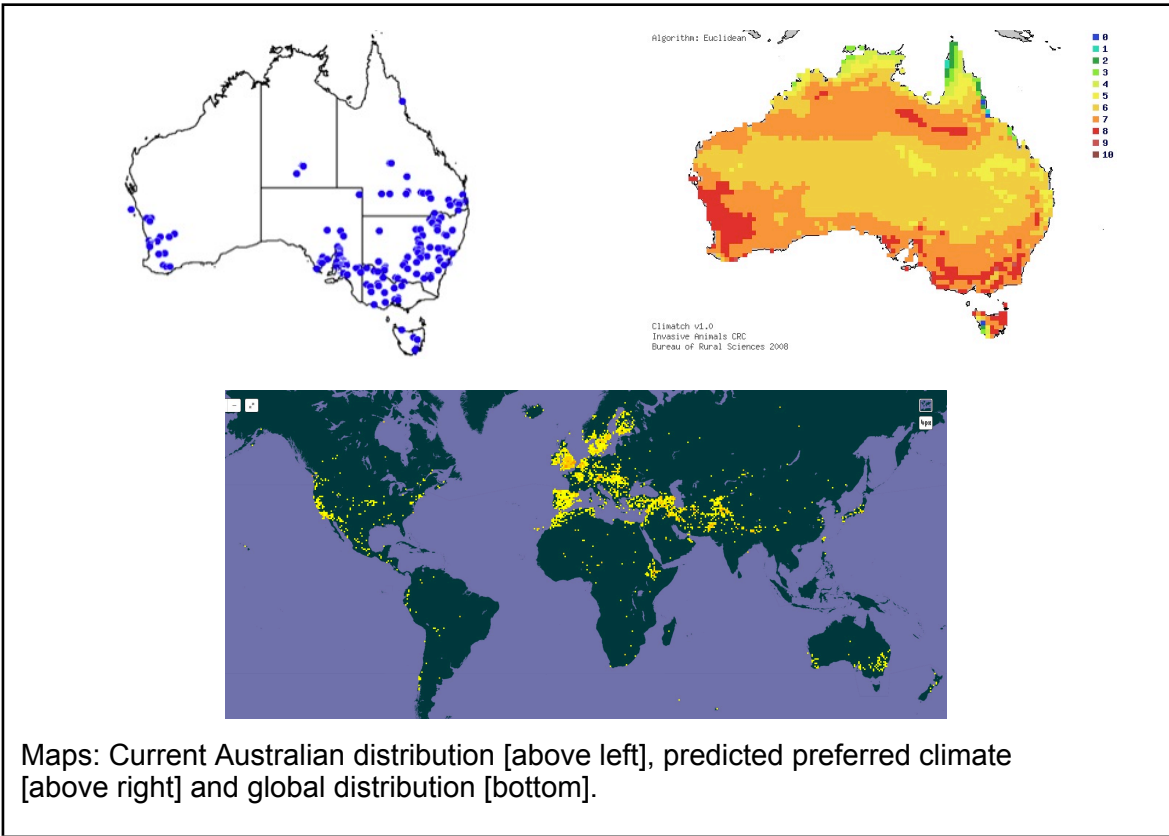 Algorithm: Euclidean
0
1
2
3
4
5
6
7
8
9
10
Climatch v1.0
Invasive Animals CRC
Bureau of Rural Sciences 2008
Maps: Current Australian distribution [above left], predicted preferred climate
[above right] and global distribution [bottom].